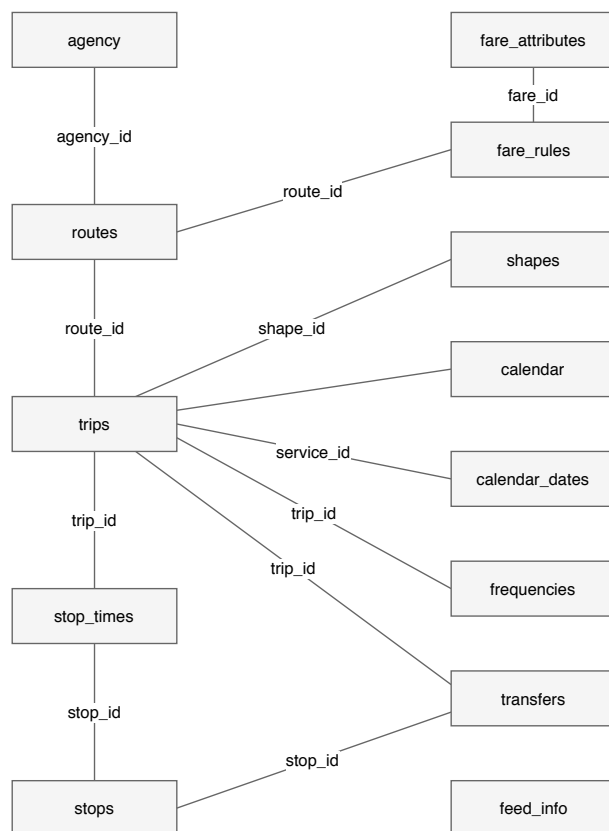 agency
fare_attributes
fare_id
agency_id
fare_rules
route_id
routes
shapes
route_id
shape_id
calendar
trips
service_id
calendar_dates
trip_id
trip_id
trip_id
frequencies
stop_times
transfers
stop_id
stop_id
stops
feed_info